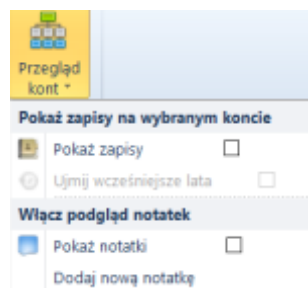 Przegląd
kont
Pokaż zapisy na wybranym koncie
Pokaż zapisy
Ujmij wcześniejsze lata
Włącz podgląd notatek
Pokaż notatki
Dodaj nową notatkę